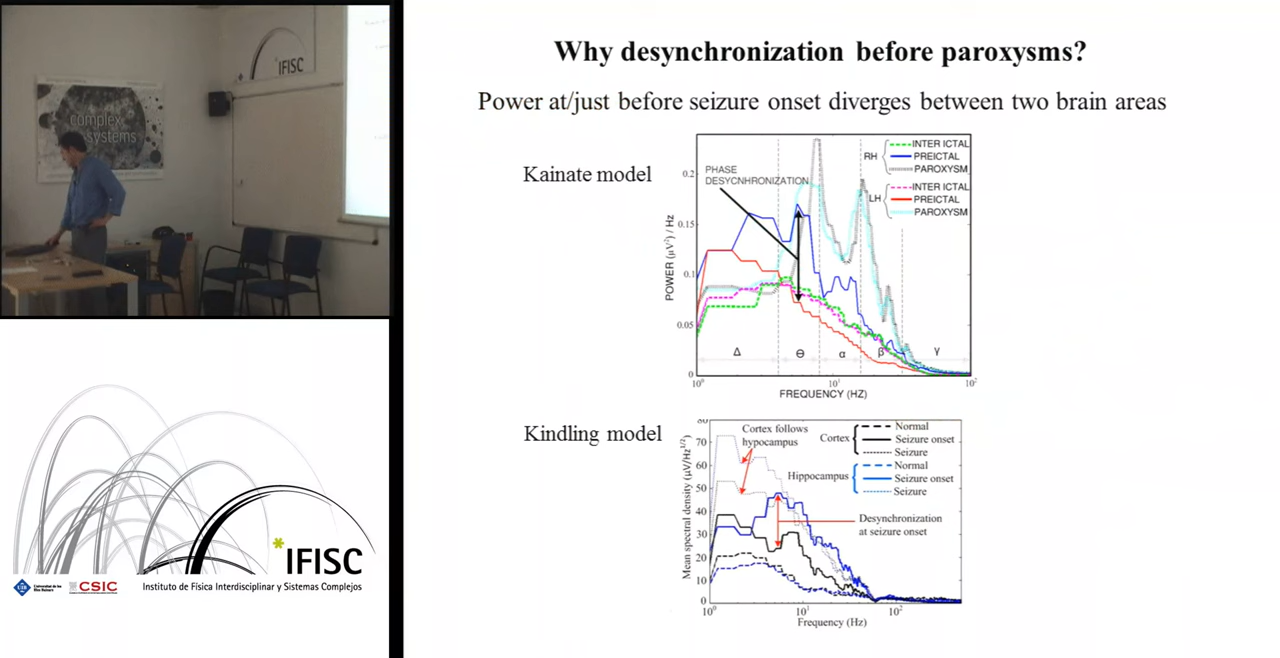 complex
systems
IFISC
IFISC
CSIC
Instituto de Física Interdisciplinar y Sistemas Complejos
Why desynchronization before paroxysms?
Power at/just before seizure onset diverges between two brain areas
Kainate model
PHASE
DESYCNHRONIZATION
RH
INTER ICTAL
PREICTAL
PAROXYSM
LH
INTER ICTAL
PREICTAL
PAROXYSM
POWER (μV²) / Hz
0.2
0.15
0.1
0.05
0
Δ
Θ
α
β
γ
10⁰
10¹
10²
FREQUENCY (HZ)
Kindling model
Cortex follows
hypocampus
Cortex
Normal
Seizure onset
Seizure
Hippocampus
Normal
Seizure onset
Seizure
Desynchronization
at seizure onset
Mean spectral density (μV/Hz¹/²)
80
70
60
50
40
30
20
10
0
10⁰
10¹
10²
Frequency (Hz)